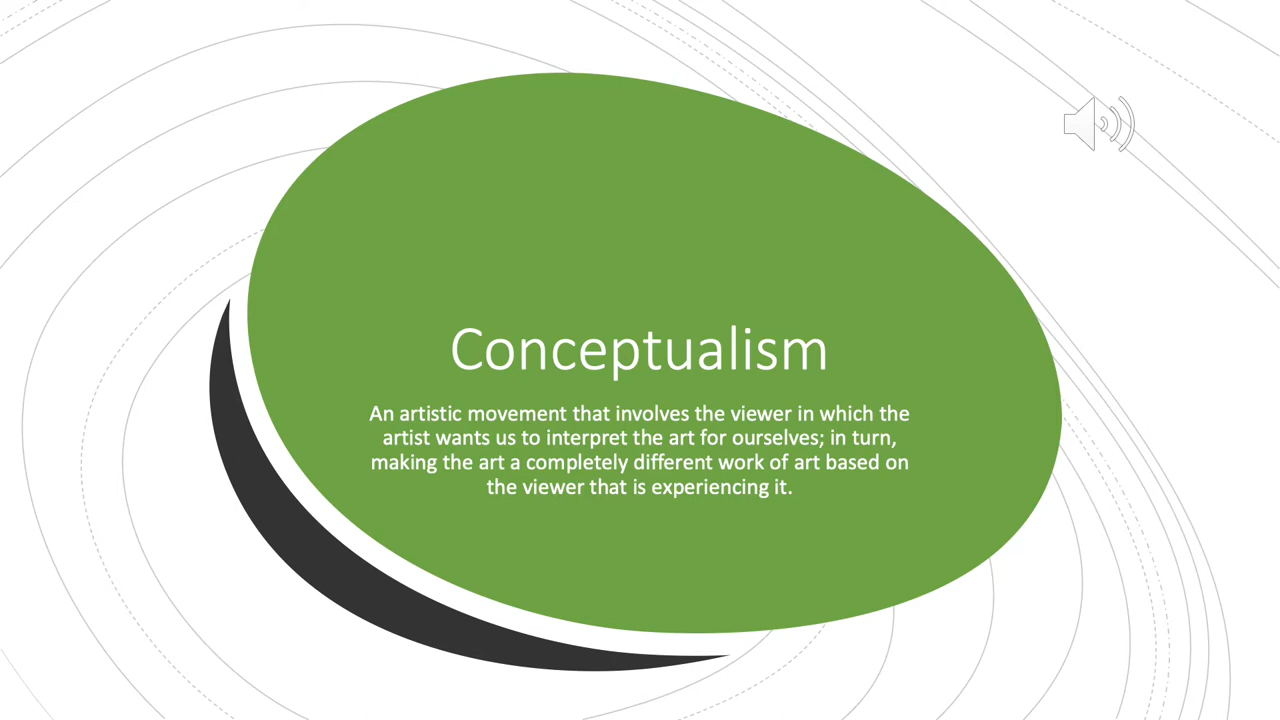 Conceptualism
An artistic movement that involves the viewer in which the
artist wants us to interpret the art for ourselves; in turn,
making the art a completely different work of art based on
the viewer that is experiencing it.